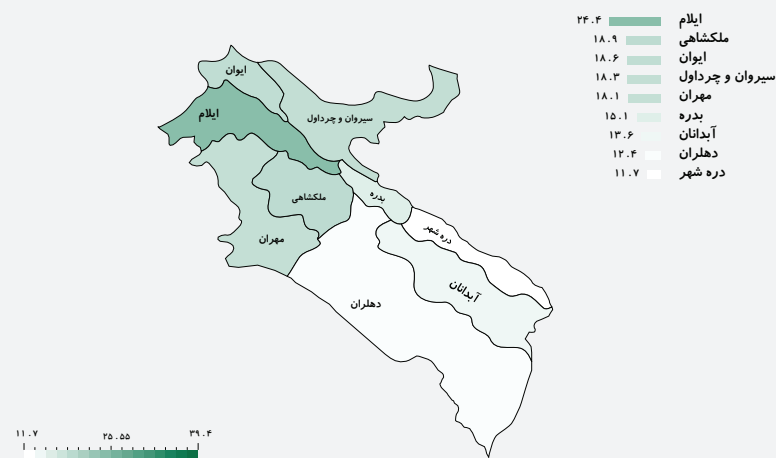 ایلام ۲۴.۴
ملکشاهی ۱۸.۹
ایوان ۱۸.۶
سیروان و چرداول ۱۸.۳
مهران ۱۸.۱
بدره ۱۵.۱
آبدانان ۱۳.۶
دهلران ۱۲.۴
دره شهر ۱۱.۷
ایوان
ایلام
سیروان و چرداول
ملکشاهی
بدره
مهران
دره شهر
آبدانان
دهلران
۱۱.۷ ۲۵.۵۵ ۳۹.۴